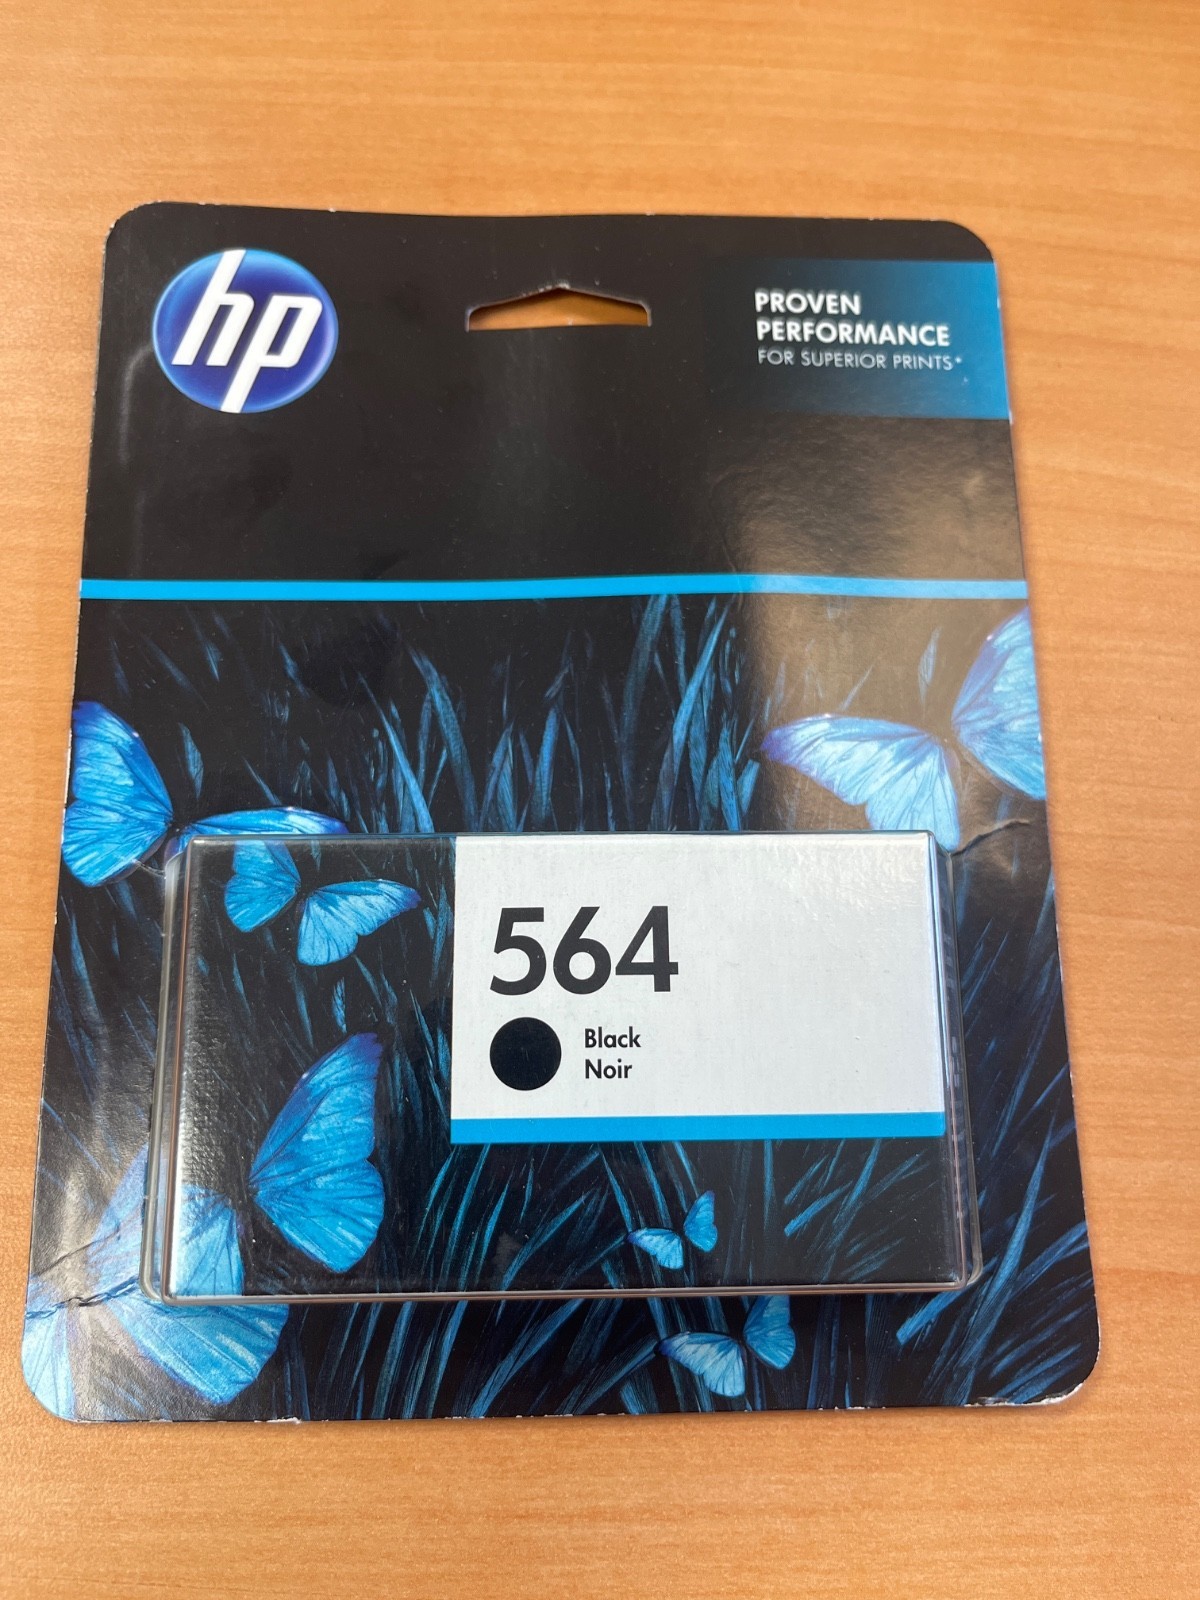 hp
PROVEN
PERFORMANCE
FOR SUPERIOR PRINTS*
564
Black
Noir